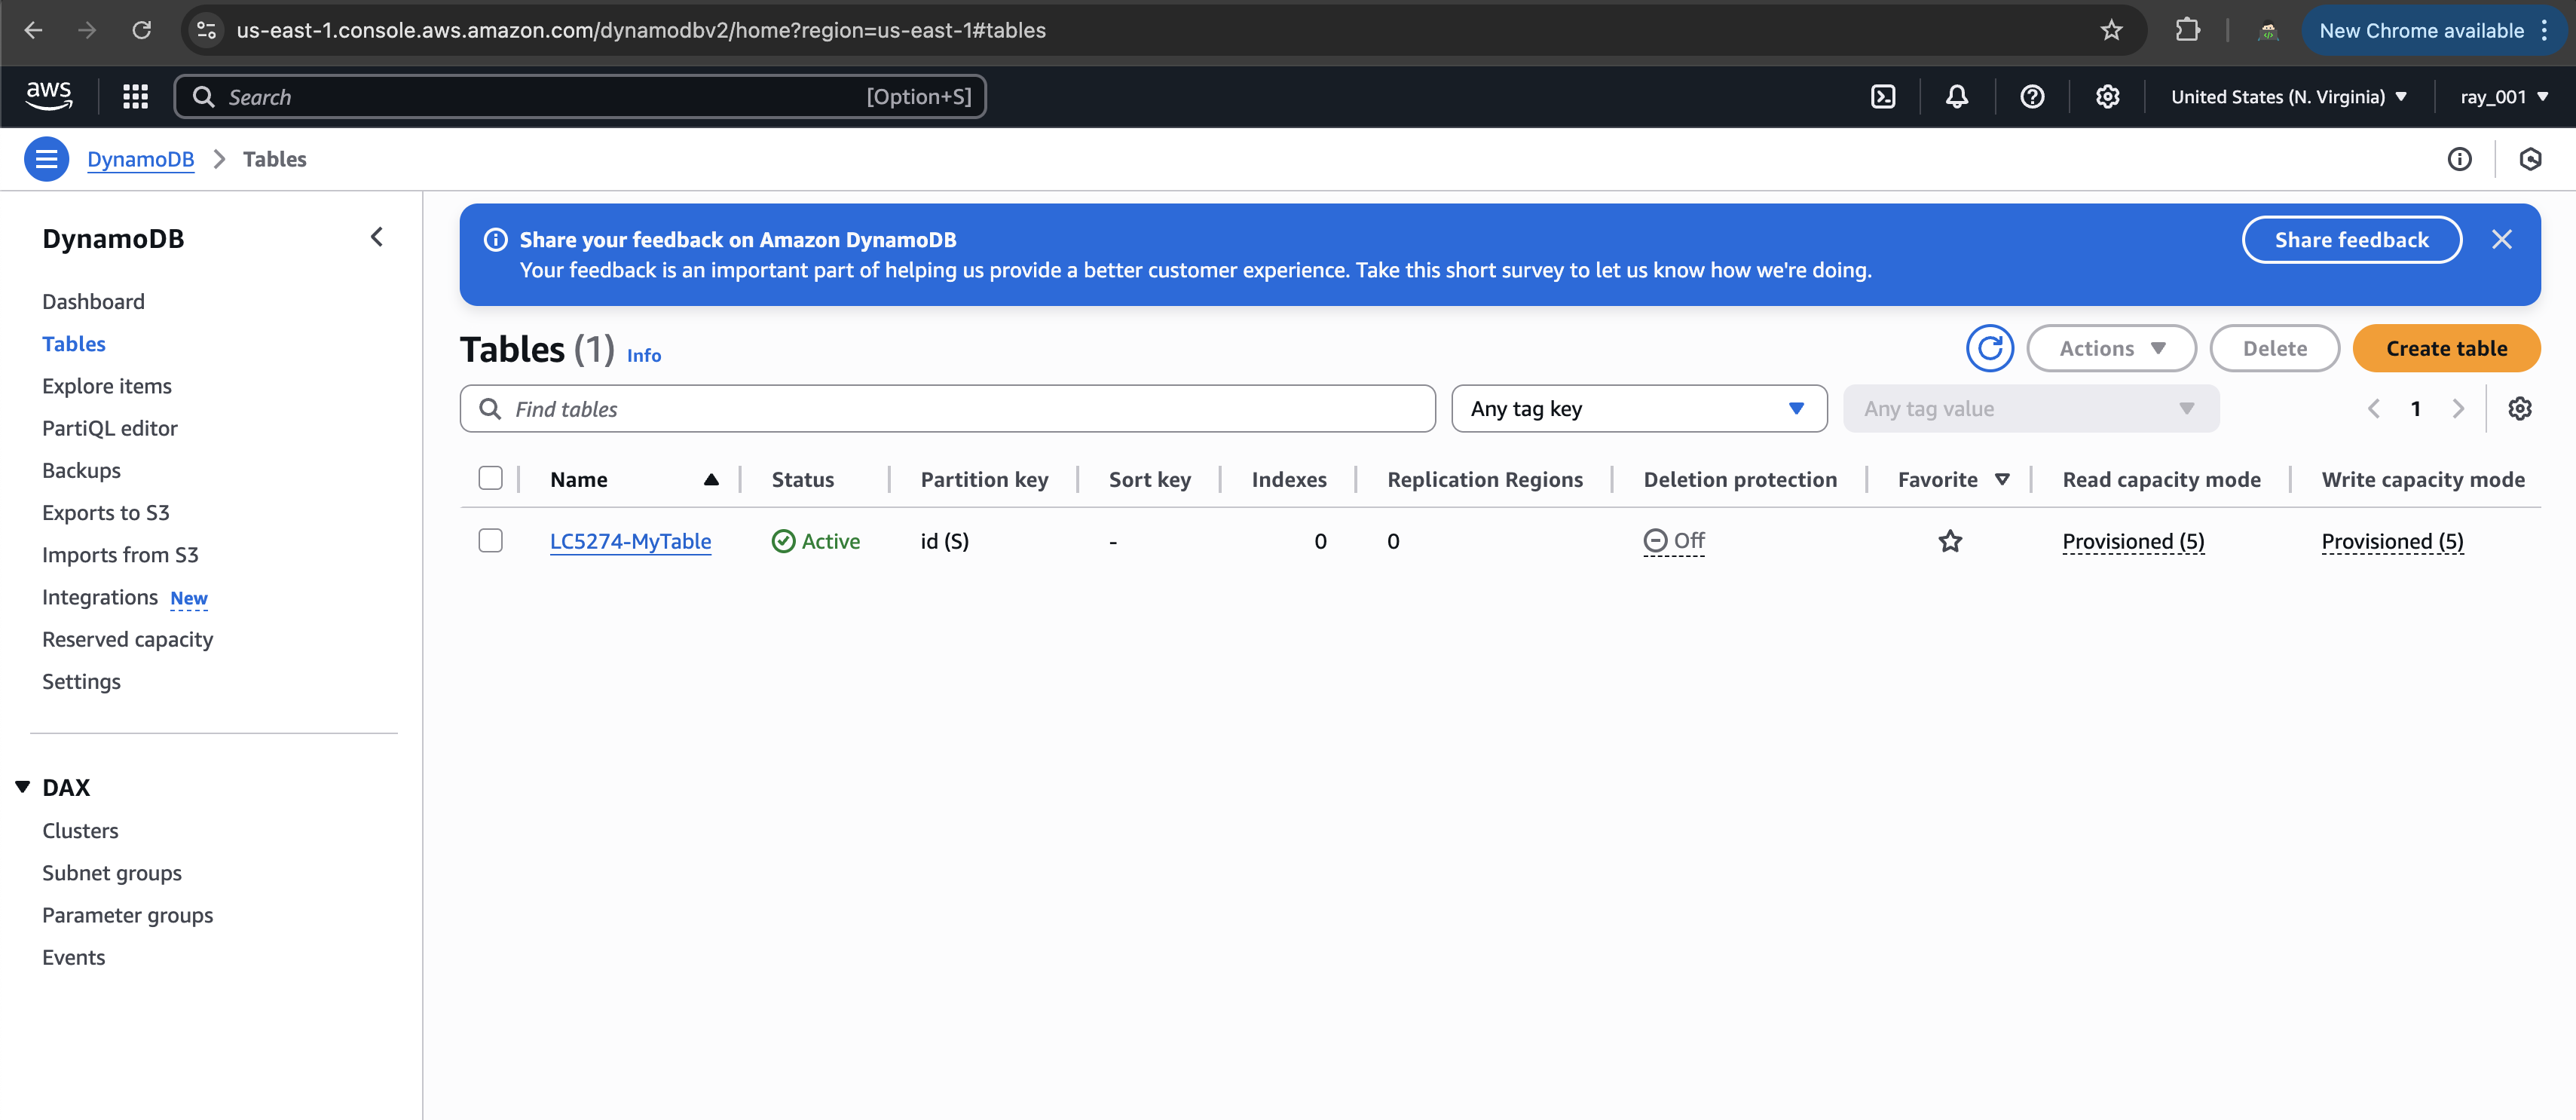 us-east-1.console.aws.amazon.com/dynamodbv2/home?region=us-east-1#tables
New Chrome available
aws
Search
[Option+S]
United States (N. Virginia)
ray_001
DynamoDB
Tables
DynamoDB
Dashboard
Tables
Explore items
PartiQL editor
Backups
Exports to S3
Imports from S3
Integrations New
Reserved capacity
Settings
DAX
Clusters
Subnet groups
Parameter groups
Events
Share your feedback on Amazon DynamoDB
Your feedback is an important part of helping us provide a better customer experience. Take this short survey to let us know how we're doing.
Share feedback
Tables (1) Info
Actions
Delete
Create table
Find tables
Any tag key
Any tag value
1
Name Status Partition key Sort key Indexes Replication Regions Deletion protection Favorite Read capacity mode Write capacity mode
LC5274-MyTable Active id (S) - 0 0 Off Provisioned (5) Provisioned (5)